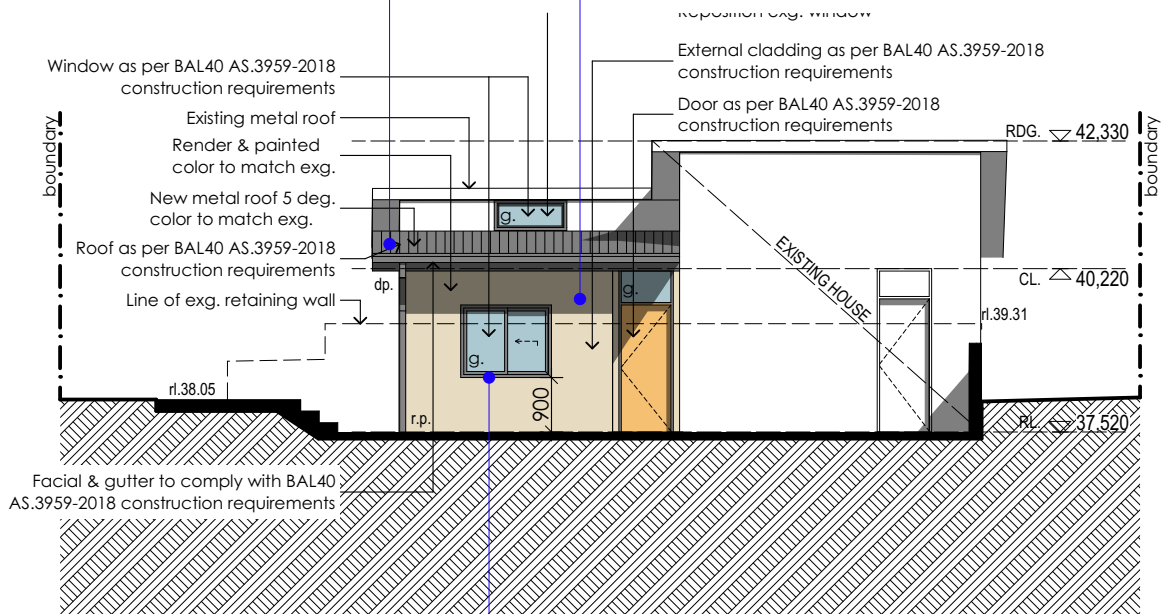 Reposition exg. window
Window as per BAL40 AS.3959-2018
construction requirements
External cladding as per BAL40 AS.3959-2018
construction requirements
Existing metal roof
Door as per BAL40 AS.3959-2018
construction requirements
Render & painted
color to match exg.
New metal roof 5 deg.
color to match exg.
Roof as per BAL40 AS.3959-2018
construction requirements
Line of exg. retaining wall
Facial & gutter to comply with BAL40
AS.3959-2018 construction requirements
boundary
boundary
RDG. 42,330
CL. 40,220
rl.39.31
RL. 37,520
rl.38.05
EXISTING HOUSE
g.
g.
g.
dp.
r.p.
900